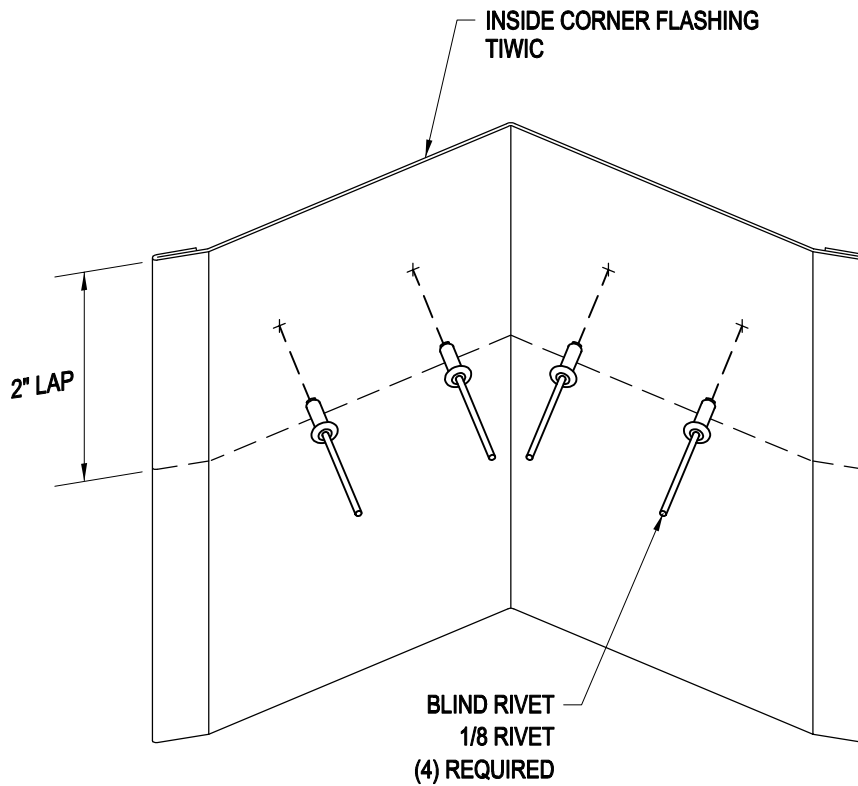 INSIDE CORNER FLASHING
TIWIC
2" LAP
BLIND RIVET
1/8 RIVET
(4) REQUIRED